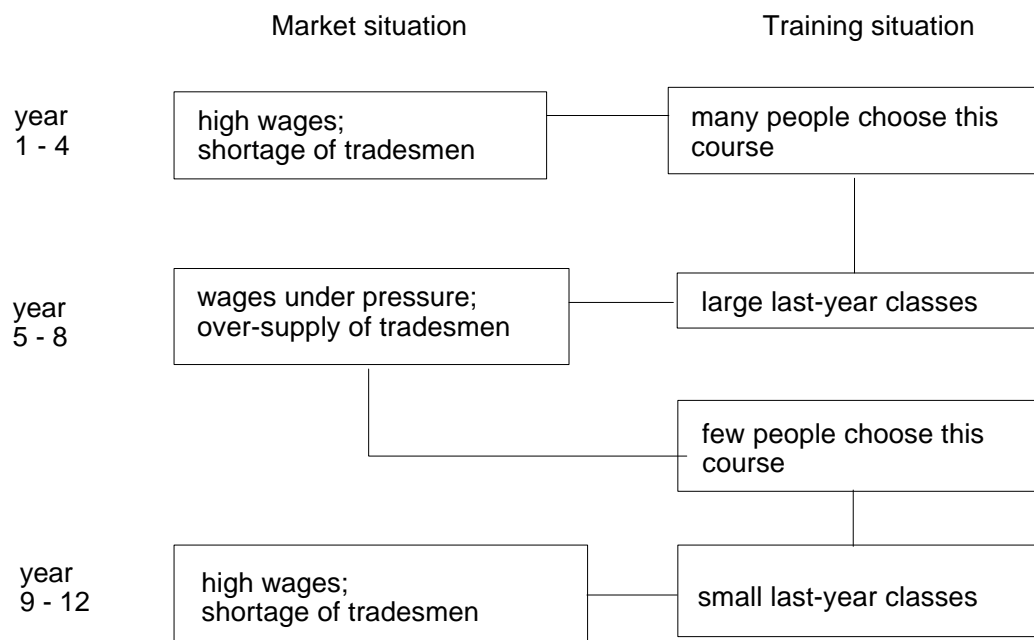 Market situation
Training situation
year
1 - 4
high wages;
shortage of tradesmen
many people choose this
course
year
5 - 8
wages under pressure;
over-supply of tradesmen
large last-year classes
few people choose this
course
year
9 - 12
high wages;
shortage of tradesmen
small last-year classes